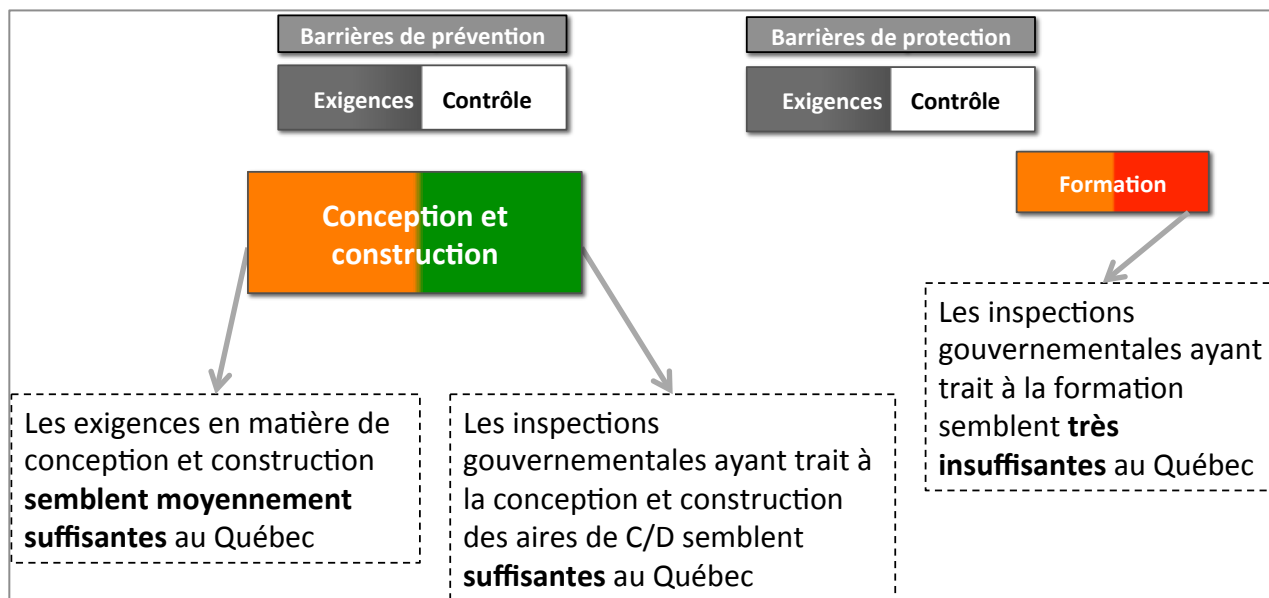 Barrières de prévention
Exigences Contrôle
Barrières de protection
Exigences Contrôle
Conception et
construction
Formation
Les exigences en matière de
conception et construction
semblent moyennement
suffisantes au Québec
Les inspections
gouvernementales ayant trait à
la conception et construction
des aires de C/D semblent
suffisantes au Québec
Les inspections
gouvernementales ayant
trait à la formation
semblent très
insuffisantes au Québec